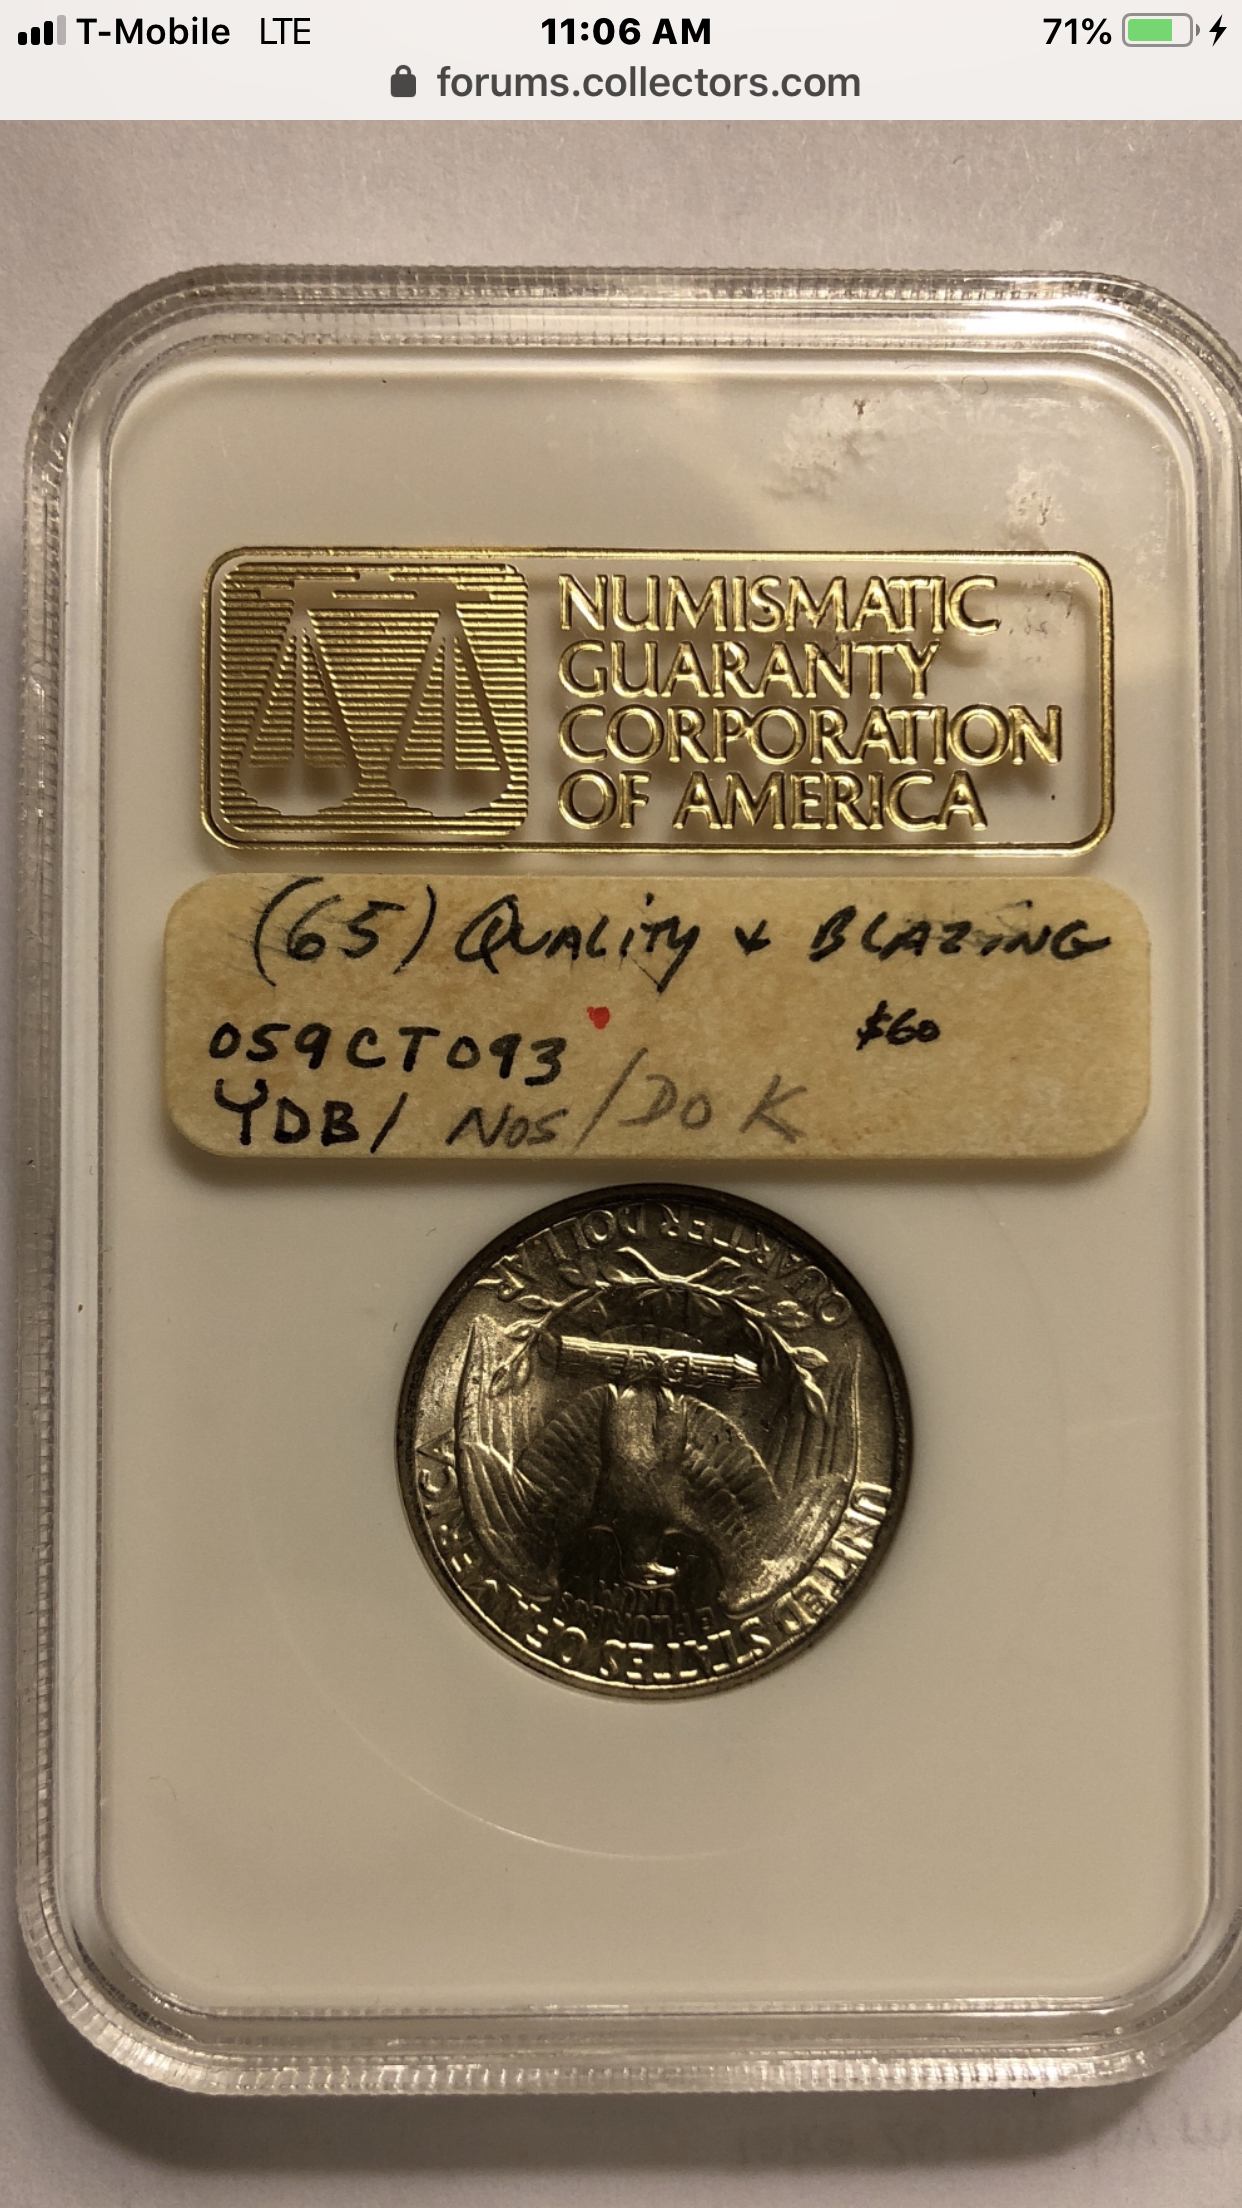 T-Mobile LTE 11:06 AM 71%
forums.collectors.com
NUMISMATIC
GUARANTY
CORPORATION
OF AMERICA
(65) QUALITY & BLAZING
059CT093 $60
YDB/ NOS/DOK
QUARTER DOLLAR
E PLURIBUS
UNUM
UNITED STATES OF AMERICA